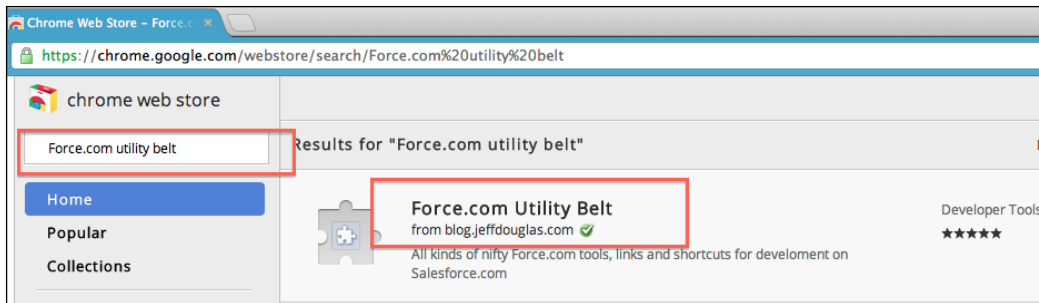 Chrome Web Store – Force.c
https://chrome.google.com/webstore/search/Force.com%20utility%20belt
chrome web store
Force.com utility belt
Results for "Force.com utility belt"
Home
Popular
Collections
Force.com Utility Belt
from blog.jeffdouglas.com
All kinds of nifty Force.com tools, links and shortcuts for develoment on
Salesforce.com
Developer Tools
★★★★★